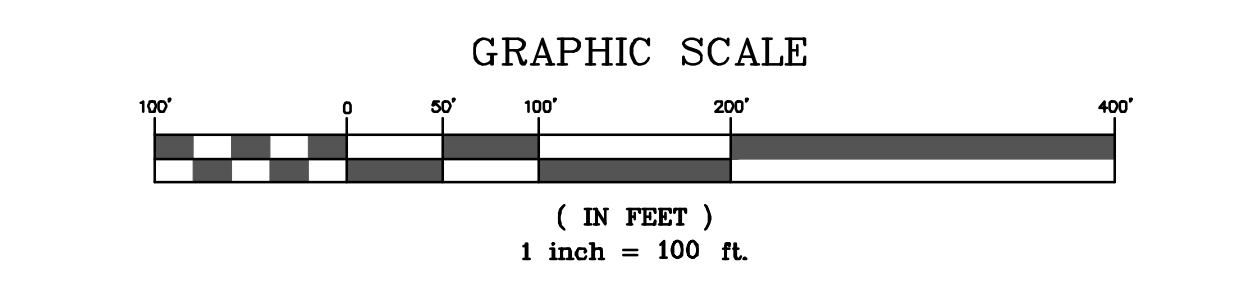 GRAPHIC SCALE
100' 0 50' 100' 200' 400'
( IN FEET )
1 inch = 100 ft.